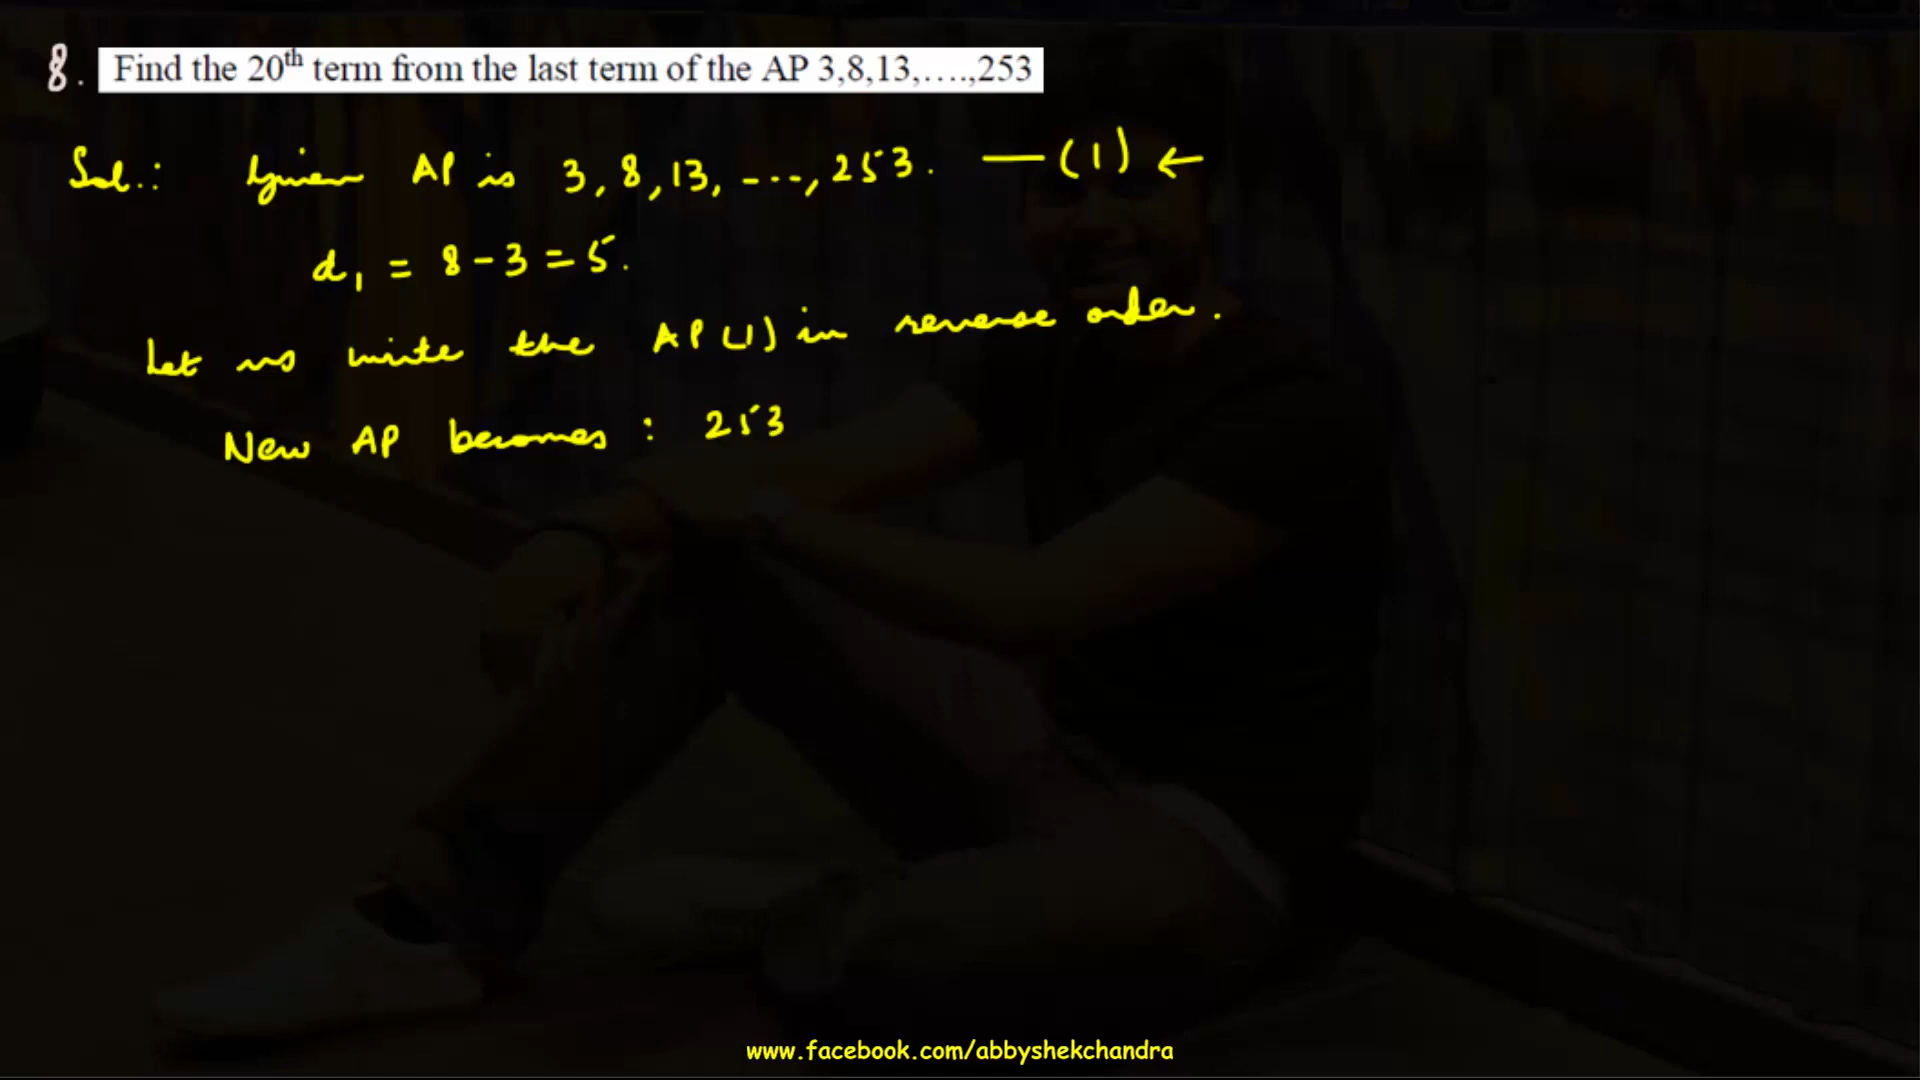 8. Find the 20th term from the last term of the AP 3,8,13,....,253
Sol.: Given AP is 3, 8, 13, ---, 253. —(1) ←
d₁ = 8 - 3 = 5.
Let us write the AP (1) in reverse order.
New AP becomes : 253
www.facebook.com/abbyshekchandra